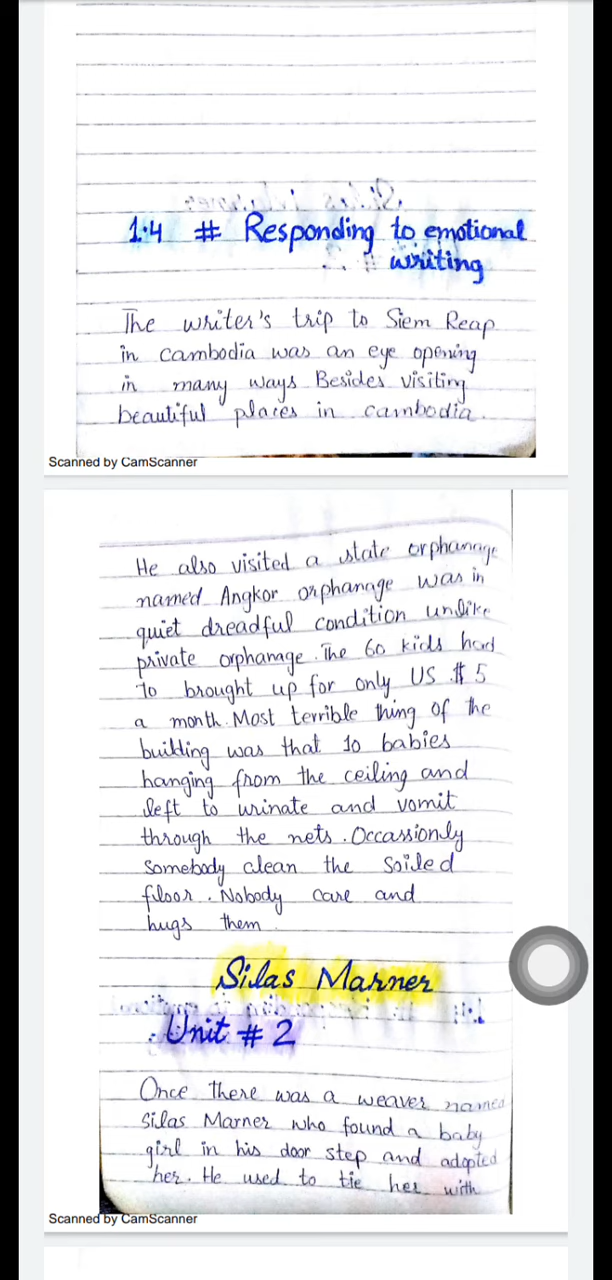 1.4 # Responding to emotional
writing
The writer's trip to Siem Reap
in cambodia was an eye opening
in many ways Besides visiting
beautiful places in cambodia.
Scanned by CamScanner
He also visited a state orphanage
named Angkor orphanage was in
quiet dreadful condition unlike
private orphanage. The 60 kids had
To brought up for only US $ 5
a month. Most terrible thing of the
building was that 10 babies
hanging from the ceiling and
left to urinate and vomit
through the nets. Occassionly
somebody clean the soiled
floor. Nobody care and
hugs them
Silas Marner
Unit # 2
Once there was a weaver named
Silas Marner who found a baby
girl in his door step and adopted
her. He used to tie her with
Scanned by CamScanner